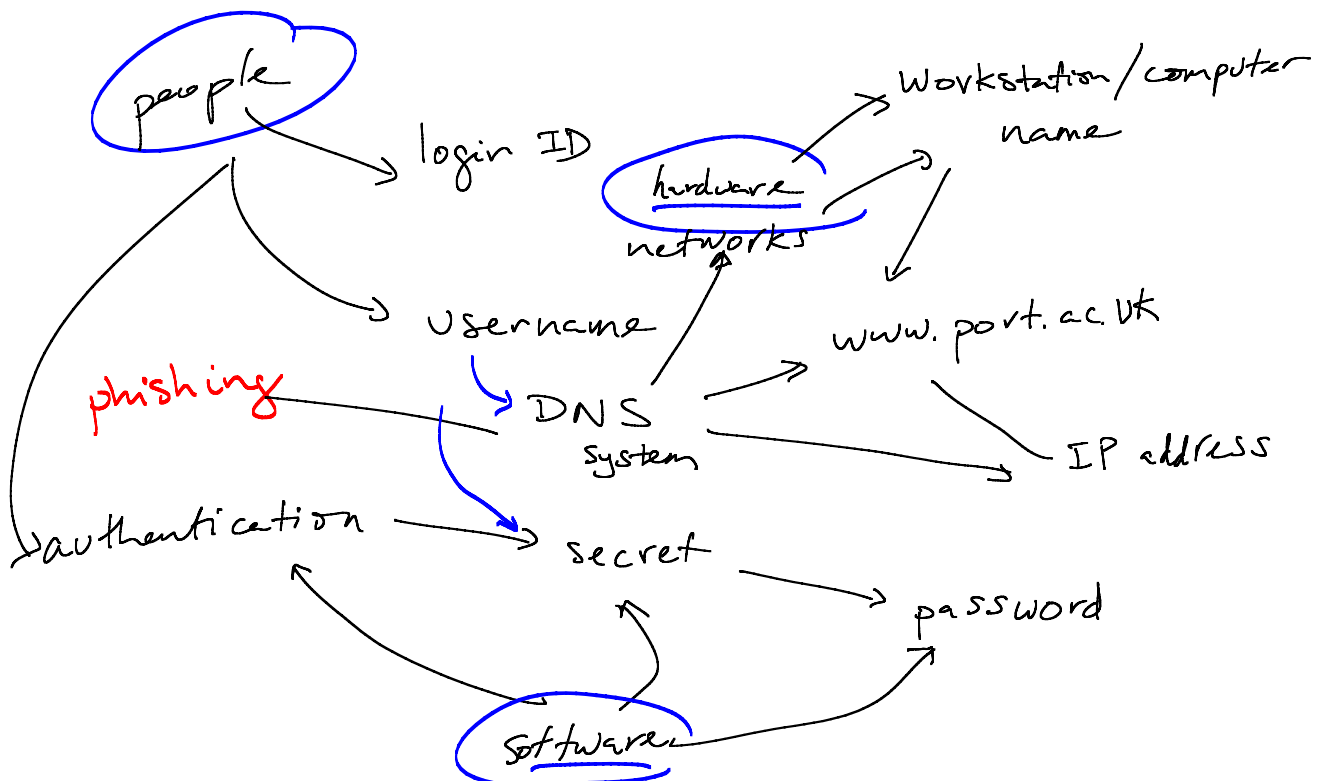 people
login ID
hardware
networks
Workstation/computer
name
username
www.port.ac.uk
phishing
DNS
system
IP address
authentication
secret
password
software